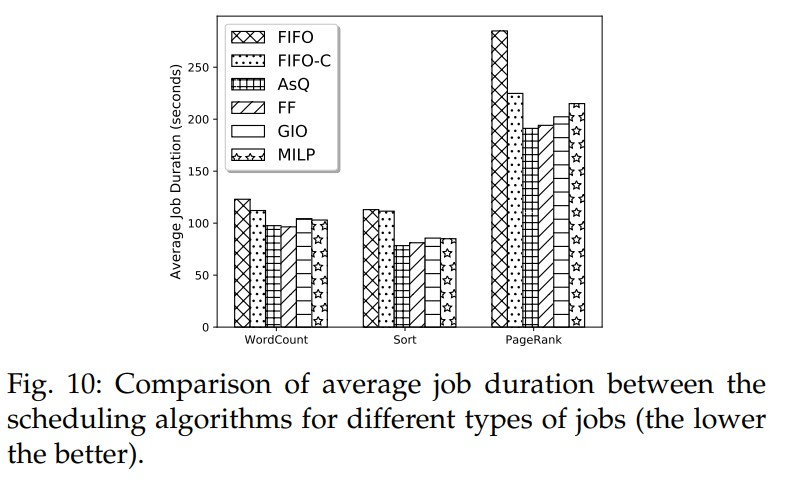 FIFO
FIFO-C
AsQ
FF
GIO
MILP
Average Job Duration (seconds)
250
200
150
100
50
0
WordCount Sort PageRank
Fig. 10: Comparison of average job duration between the
scheduling algorithms for different types of jobs (the lower
the better).